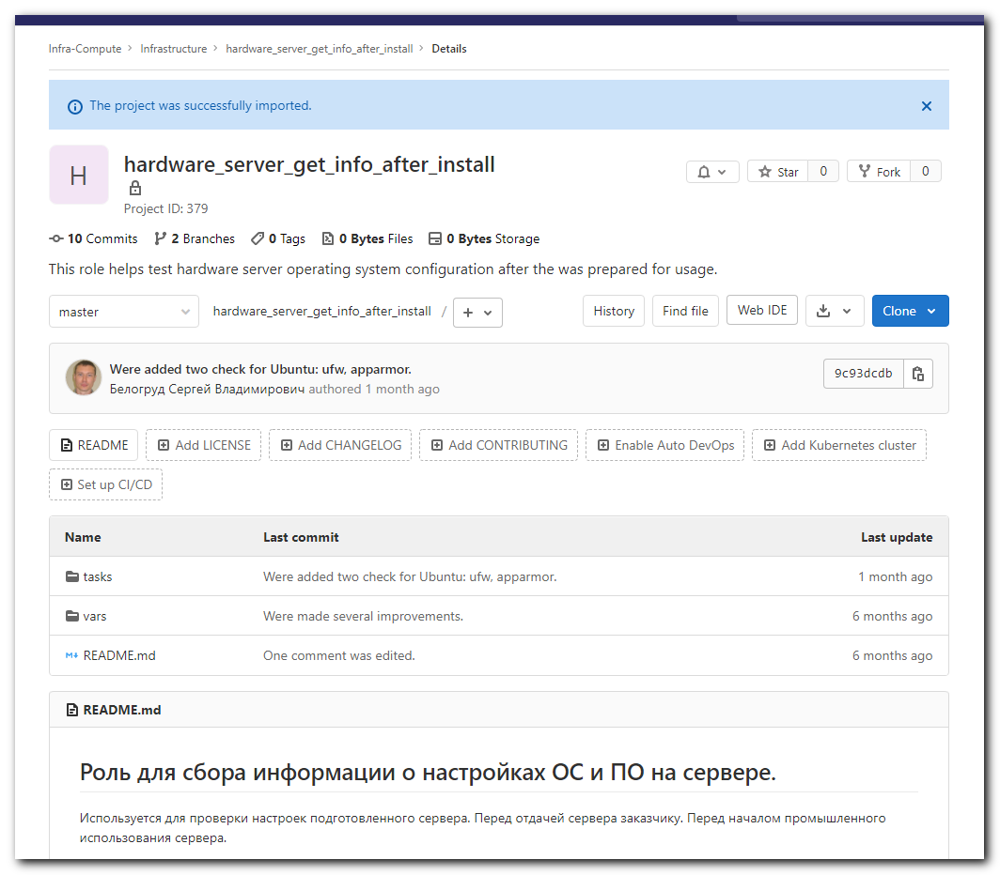 Infra-Compute > Infrastructure > hardware_server_get_info_after_install > Details
The project was successfully imported.
H
hardware_server_get_info_after_install
Project ID: 379
Star 0 Fork 0
10 Commits 2 Branches 0 Tags 0 Bytes Files 0 Bytes Storage
This role helps test hardware server operating system configuration after the was prepared for usage.
master hardware_server_get_info_after_install / + History Find file Web IDE Clone
Were added two check for Ubuntu: ufw, apparmor.
Белогруд Сергей Владимирович authored 1 month ago
9c93dcdb
README Add LICENSE Add CHANGELOG Add CONTRIBUTING Enable Auto DevOps Add Kubernetes cluster
Set up CI/CD
Name Last commit Last update
tasks Were added two check for Ubuntu: ufw, apparmor. 1 month ago
vars Were made several improvements. 6 months ago
README.md One comment was edited. 6 months ago
README.md
Роль для сбора информации о настройках ОС и ПО на сервере.
Используется для проверки настроек подготовленного сервера. Перед отдачей сервера заказчику. Перед началом промышленного
использования сервера.